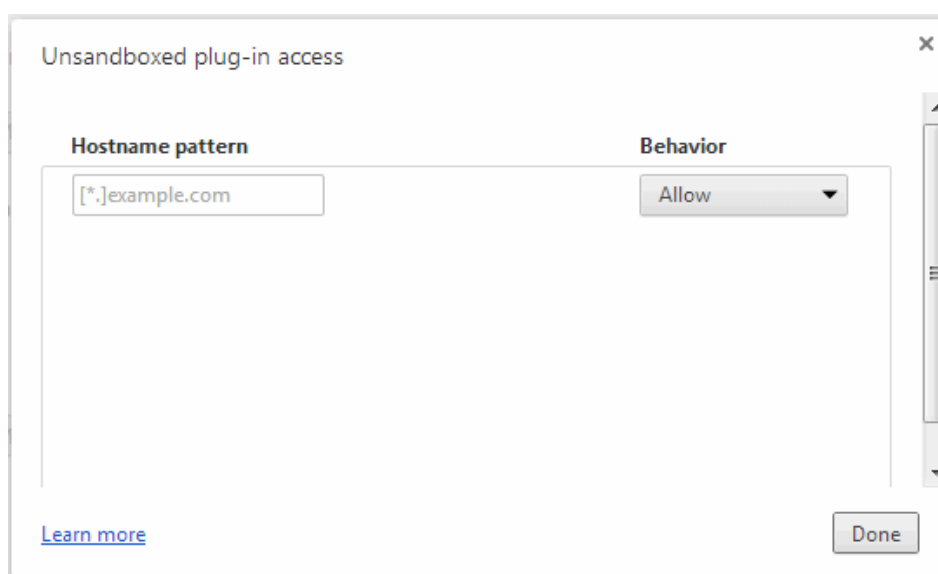 Unsandboxed plug-in access
Hostname pattern Behavior
[*.]example.com Allow
Learn more Done